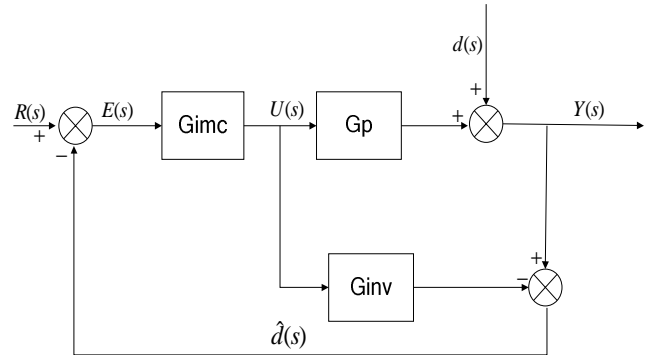 d(s)
+
R(s) E(s) Gimc U(s) Gp + Y(s)
+
−
+
− Ginv
d̂(s)